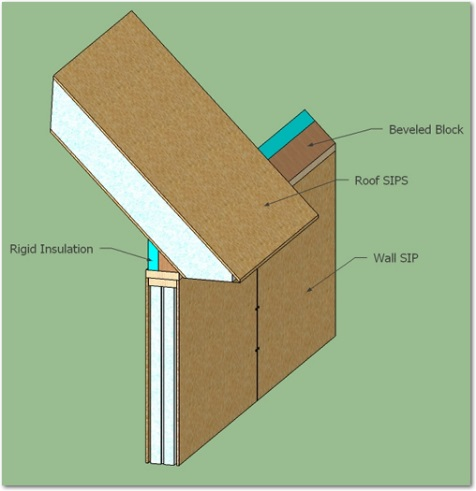 Beveled Block
Roof SIPS
Rigid Insulation
Wall SIP